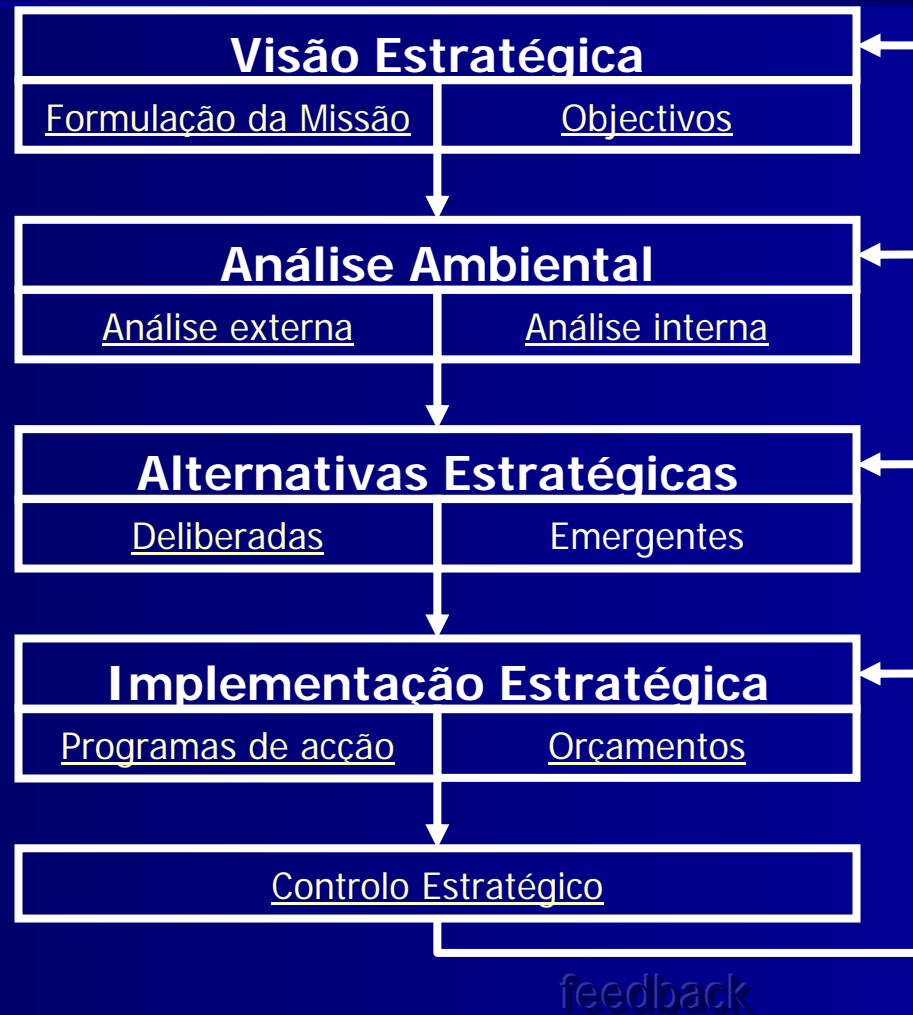 Visão Estratégica
Formulação da Missão Objectivos
Análise Ambiental
Análise externa Análise interna
Alternativas Estratégicas
Deliberadas Emergentes
Implementação Estratégica
Programas de acção Orçamentos
Controlo Estratégico
feedback